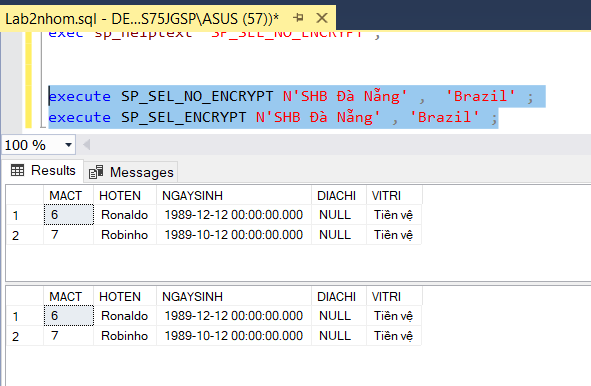 Lab2nhom.sql - DE...S75JGSP\ASUS (57))*
exec sp_helptext 'SP_SEL_NO_ENCRYPT';
execute SP_SEL_NO_ENCRYPT N'SHB Đà Nẵng' , 'Brazil' ;
execute SP_SEL_ENCRYPT N'SHB Đà Nẵng' , 'Brazil' ;
100 %
Results Messages
MACT HOTEN NGAYSINH DIACHI VITRI
1 6 Ronaldo 1989-12-12 00:00:00.000 NULL Tiền vệ
2 7 Robinho 1989-10-12 00:00:00.000 NULL Tiền vệ
MACT HOTEN NGAYSINH DIACHI VITRI
1 6 Ronaldo 1989-12-12 00:00:00.000 NULL Tiền vệ
2 7 Robinho 1989-10-12 00:00:00.000 NULL Tiền vệ